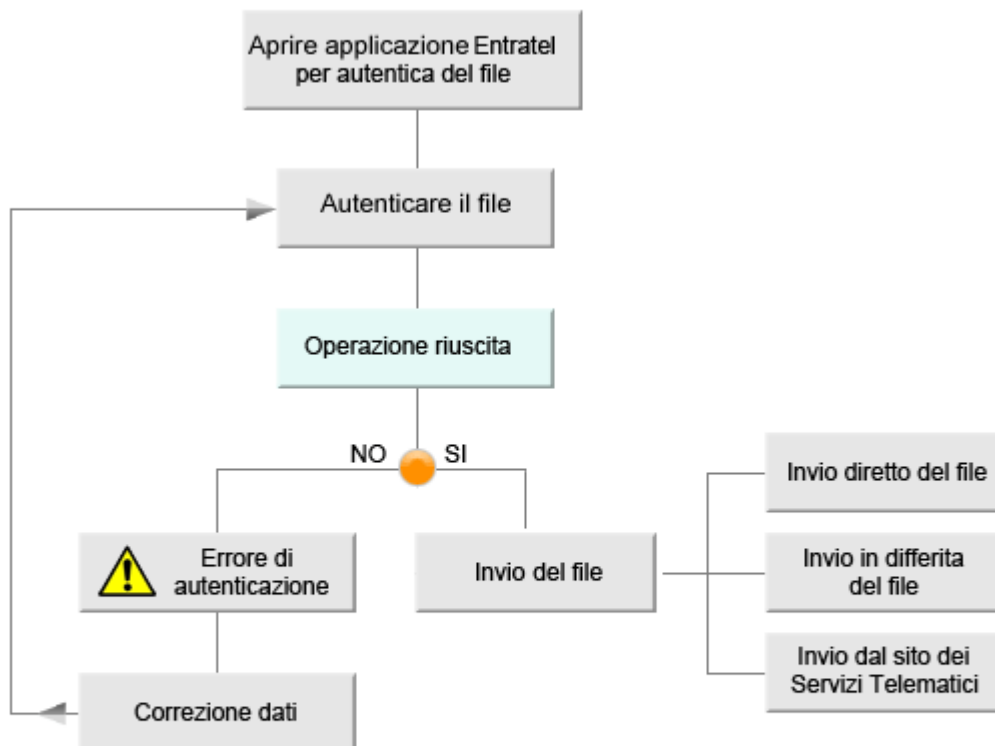 Aprire applicazione Entratel
per autentica del file
Autenticare il file
Operazione riuscita
NO
SI
Errore di
autenticazione
Correzione dati
Invio del file
Invio diretto del file
Invio in differita
del file
Invio dal sito dei
Servizi Telematici